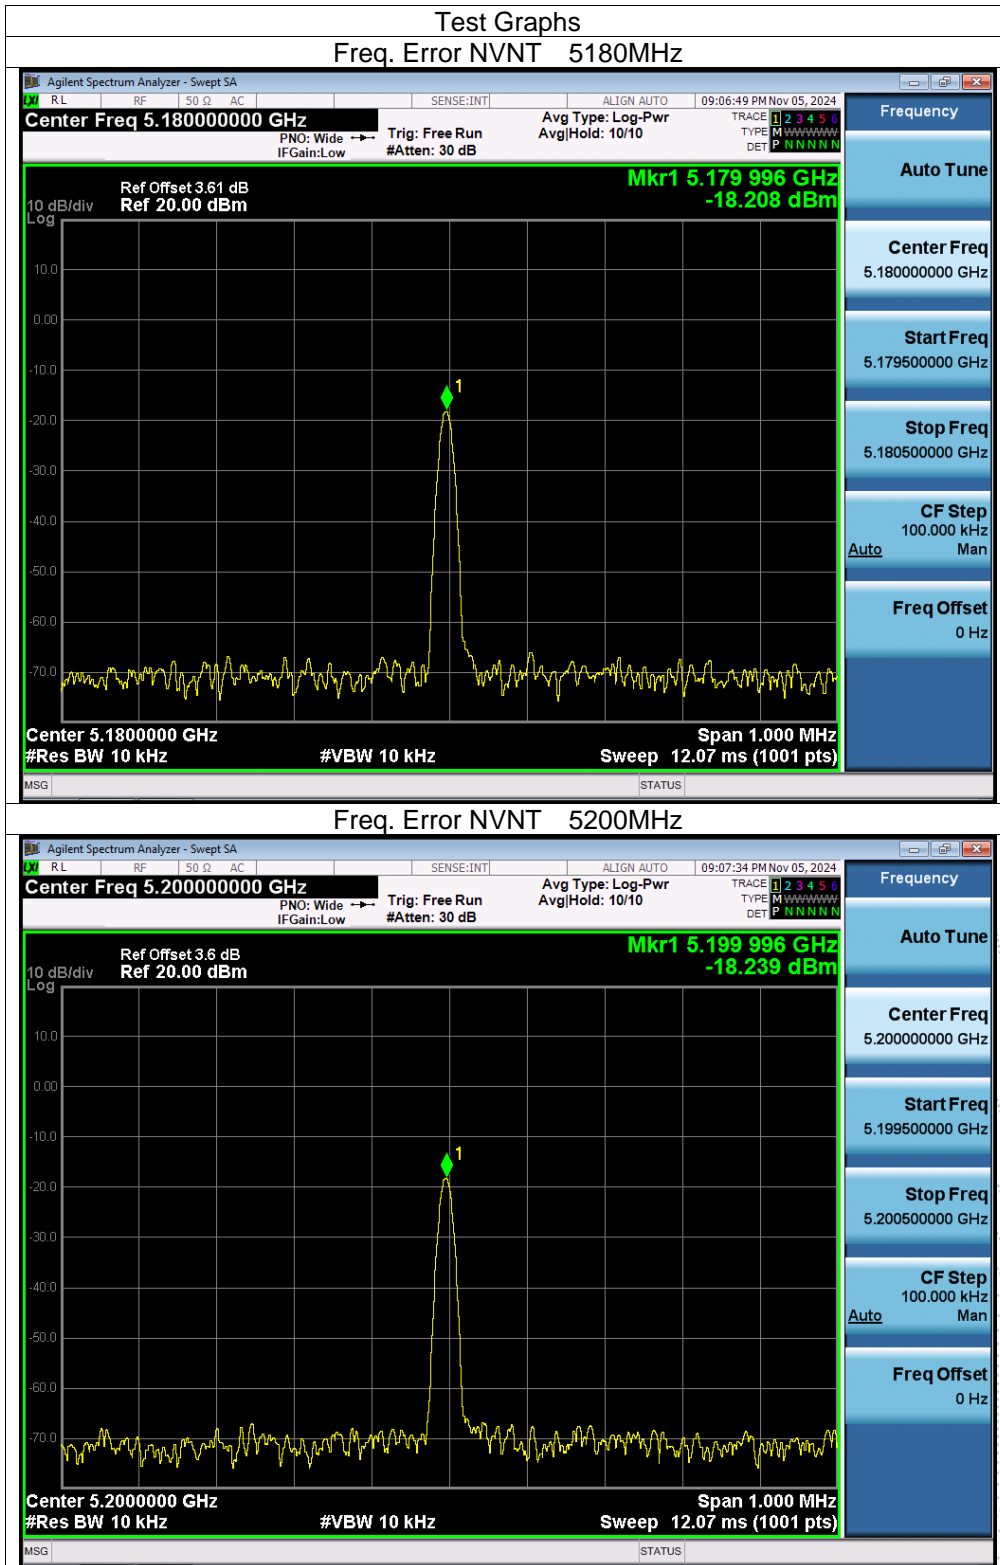 Test Graphs
Freq. Error NVNT 5180MHz
Agilent Spectrum Analyzer - Swept SA
LXI RL RF 50 Ω AC SENSE:INT ALIGN AUTO 09:06:49 PM Nov 05, 2024
Center Freq 5.180000000 GHz
PNO: Wide
IFGain:Low
Trig: Free Run
#Atten: 30 dB
Avg Type: Log-Pwr
Avg|Hold: 10/10
TRACE 1 2 3 4 5 6
TYPE M WWWWW
DET P N N N N N
Frequency
Mkr1 5.179 996 GHz
-18.208 dBm
Ref Offset 3.61 dB
10 dB/div Ref 20.00 dBm
Log
10.0
0.00
-10.0
-20.0
-30.0
-40.0
-50.0
-60.0
-70.0
1
Center 5.1800000 GHz Span 1.000 MHz
#Res BW 10 kHz #VBW 10 kHz Sweep 12.07 ms (1001 pts)
Auto Tune
Center Freq
5.180000000 GHz
Start Freq
5.179500000 GHz
Stop Freq
5.180500000 GHz
CF Step
100.000 kHz
Auto Man
Freq Offset
0 Hz
MSG STATUS
Freq. Error NVNT 5200MHz
Agilent Spectrum Analyzer - Swept SA
LXI RL RF 50 Ω AC SENSE:INT ALIGN AUTO 09:07:34 PM Nov 05, 2024
Center Freq 5.200000000 GHz
PNO: Wide
IFGain:Low
Trig: Free Run
#Atten: 30 dB
Avg Type: Log-Pwr
Avg|Hold: 10/10
TRACE 1 2 3 4 5 6
TYPE M WWWWW
DET P N N N N N
Frequency
Mkr1 5.199 996 GHz
-18.239 dBm
Ref Offset 3.6 dB
10 dB/div Ref 20.00 dBm
Log
10.0
0.00
-10.0
-20.0
-30.0
-40.0
-50.0
-60.0
-70.0
1
Center 5.2000000 GHz Span 1.000 MHz
#Res BW 10 kHz #VBW 10 kHz Sweep 12.07 ms (1001 pts)
Auto Tune
Center Freq
5.200000000 GHz
Start Freq
5.199500000 GHz
Stop Freq
5.200500000 GHz
CF Step
100.000 kHz
Auto Man
Freq Offset
0 Hz
MSG STATUS